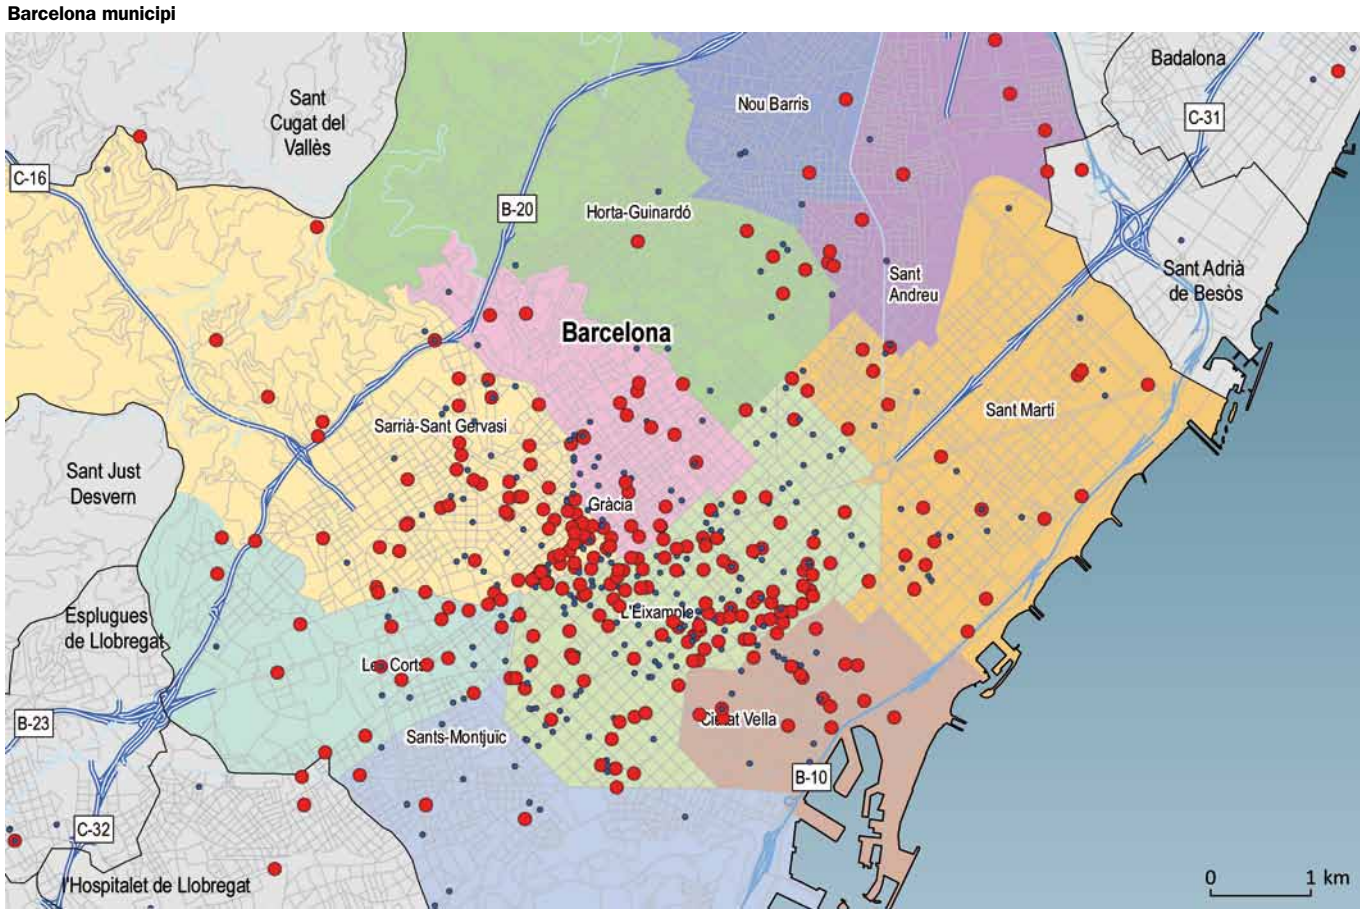 Barcelona municipi
Badalona
Sant
Cugat del
Vallès
Nou Barris
C-31
C-16
B-20
Horta-Guinardó
Sant Adrià
de Besòs
Sant
Andreu
Barcelona
Sant Martí
Sarrià-Sant Gervasi
Sant Just
Desvern
Gràcia
Esplugues
de Llobregat
L'Eixample
Les Corts
B-23
Ciutat Vella
Sants-Montjuïc
B-10
C-32
l'Hospitalet de Llobregat
0 1 km